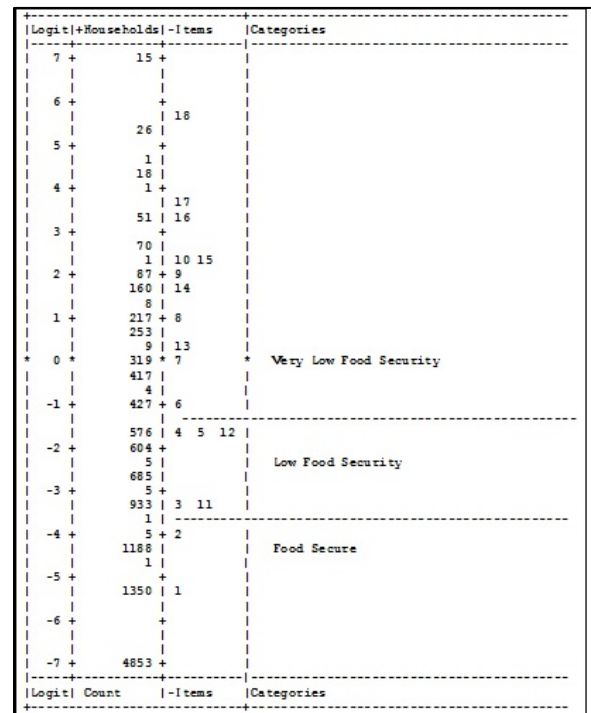 +-----------------------+---------------------------------------------
|Logit|+Households|-Items |Categories
|-----+-----------+---------|---------------------------------------------
| 7 + 15 + |
| | | |
| | | |
| 6 + + |
| | | 18 |
| | 26 | |
| 5 + + |
| | 1 | |
| | 18 | |
| 4 + 1 + |
| | | 17 |
| | 51 | 16 |
| 3 + + |
| | 70 | |
| | 1 | 10 15 |
| 2 + 87 + 9 |
| | 160 | 14 |
| | 8 | |
| 1 + 217 + 8 |
| | 253 | |
| | 9 | 13 |
* 0 * 319 * 7 * Very Low Food Security
| | 417 | |
| | 4 | |
| -1 + 427 + 6 |
| | | ---------------------------------------------
| | 576 | 4 5 12 |
| -2 + 604 + |
| | 5 | | Low Food Security
| | 685 | |
| -3 + 5 + |
| | 933 | 3 11 |
| | 1 | ---------------------------------------------
| -4 + 5 + 2 |
| | 1188 | | Food Secure
| | 1 | |
| -5 + + |
| | 1350 | 1 |
| | | |
| -6 + + |
| | | |
| | | |
| -7 + 4853 + |
|-----+-----------+---------|---------------------------------------------
|Logit| Count |-Items |Categories
+-----------------------+---------------------------------------------